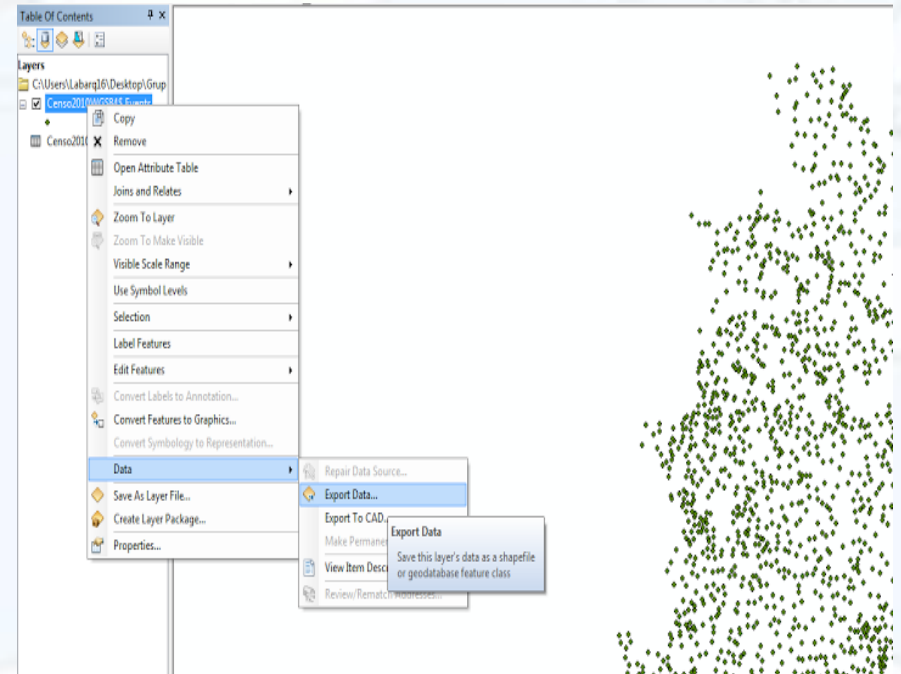 Table Of Contents
Layers
C:\Users\Labarq16\Desktop\Grup
Censo2010WGS84S Events
Censo2010
Copy
Remove
Open Attribute Table
Joins and Relates
Zoom To Layer
Zoom To Make Visible
Visible Scale Range
Use Symbol Levels
Selection
Label Features
Edit Features
Convert Labels to Annotation...
Convert Features to Graphics...
Convert Symbology to Representation...
Data
Save As Layer File...
Create Layer Package...
Properties...
Repair Data Source...
Export Data...
Export To CAD...
Make Permanen
View Item Descr
Review/Rematch Addresses...
Export Data
Save this layer's data as a shapefile
or geodatabase feature class